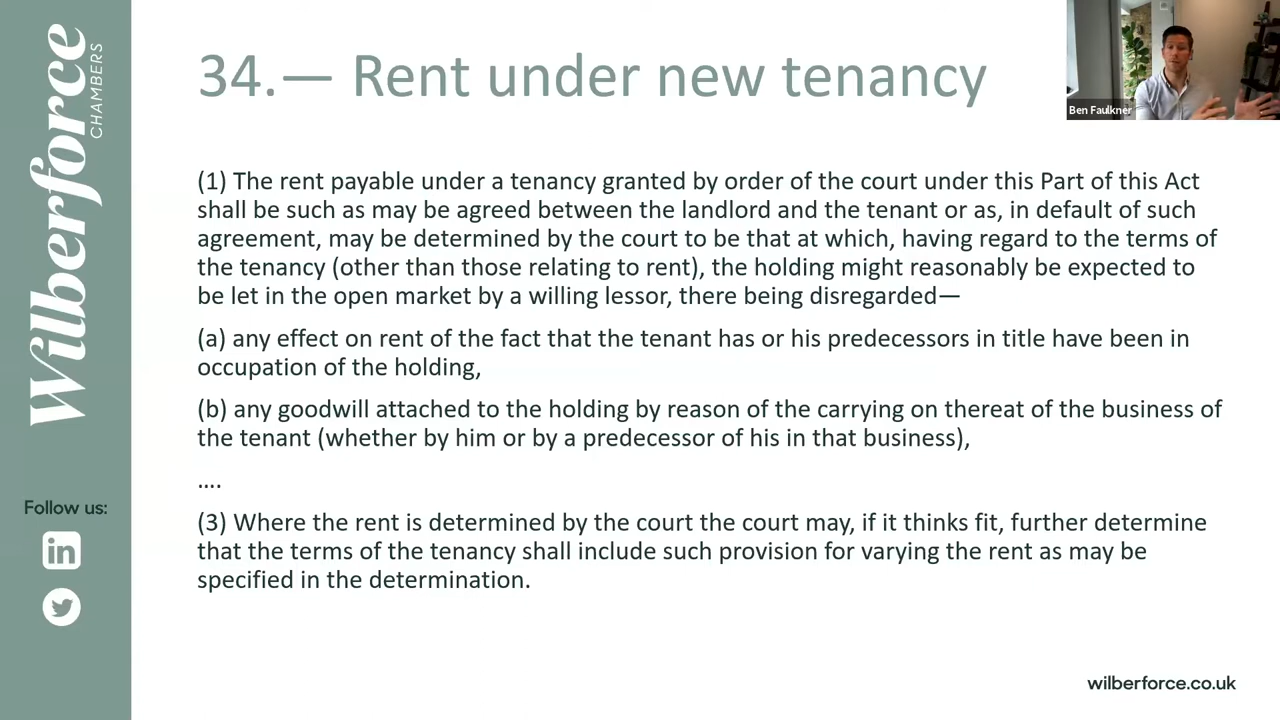 Wilberforce
CHAMBERS
Follow us:
in
34.— Rent under new tenancy
Ben Faulkner
(1) The rent payable under a tenancy granted by order of the court under this Part of this Act
shall be such as may be agreed between the landlord and the tenant or as, in default of such
agreement, may be determined by the court to be that at which, having regard to the terms of
the tenancy (other than those relating to rent), the holding might reasonably be expected to
be let in the open market by a willing lessor, there being disregarded—
(a) any effect on rent of the fact that the tenant has or his predecessors in title have been in
occupation of the holding,
(b) any goodwill attached to the holding by reason of the carrying on thereat of the business of
the tenant (whether by him or by a predecessor of his in that business),
....
(3) Where the rent is determined by the court the court may, if it thinks fit, further determine
that the terms of the tenancy shall include such provision for varying the rent as may be
specified in the determination.
wilberforce.co.uk